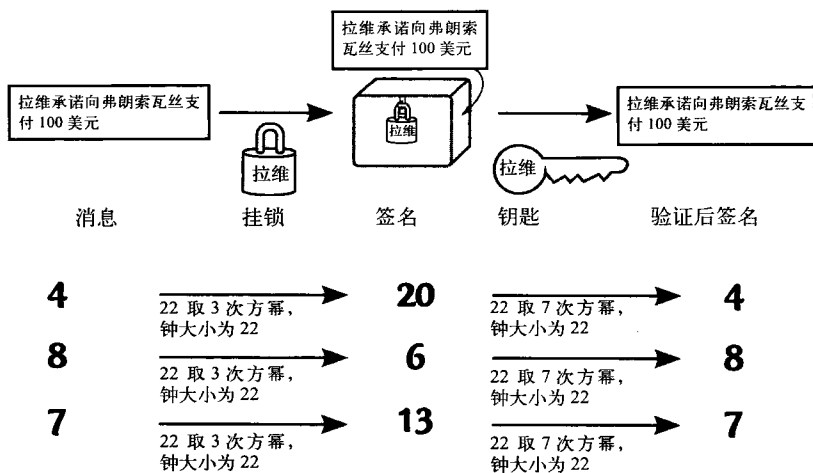 拉维承诺向弗朗索
瓦丝支付 100 美元
拉维承诺向弗朗索瓦丝支
付 100 美元
拉维
拉维
拉维
拉维承诺向弗朗索瓦丝支
付 100 美元
消息
挂锁
签名
钥匙
验证后签名
4
22 取 3 次方幂，
钟大小为 22
20
22 取 7 次方幂，
钟大小为 22
4
8
22 取 3 次方幂，
钟大小为 22
6
22 取 7 次方幂，
钟大小为 22
8
7
22 取 3 次方幂，
钟大小为 22
13
22 取 7 次方幂，
钟大小为 22
7